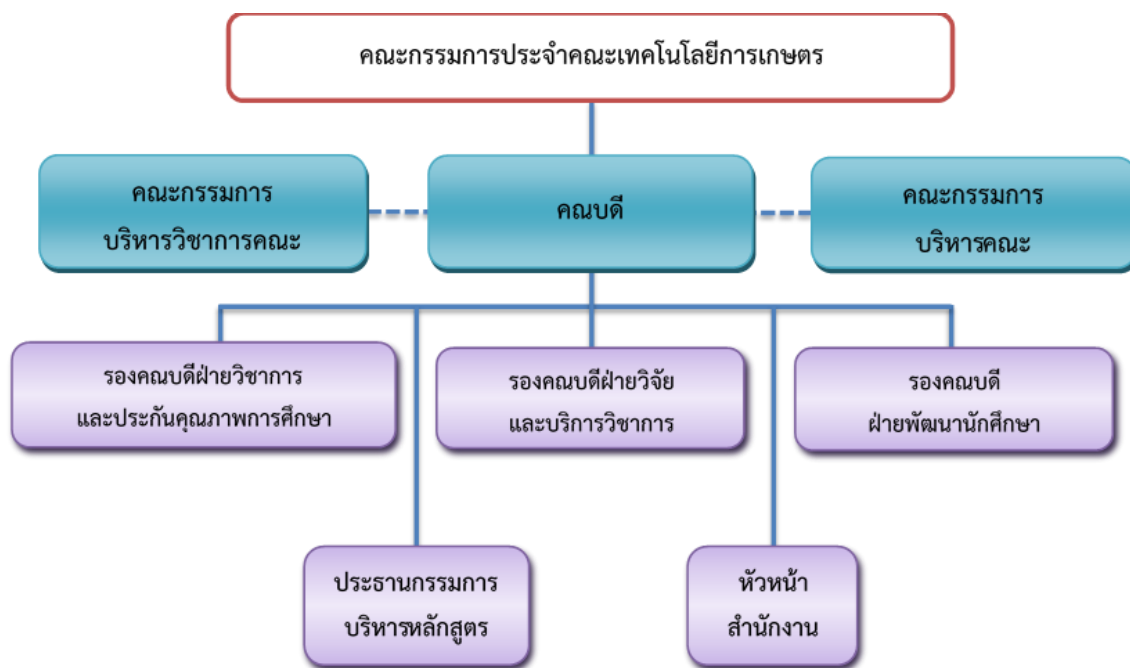 คณะกรรมการประจำคณะเทคโนโลยีการเกษตร
คณะกรรมการ
บริหารวิชาการคณะ
คณบดี
คณะกรรมการ
บริหารคณะ
รองคณบดีฝ่ายวิชาการ
และประกันคุณภาพการศึกษา
รองคณบดีฝ่ายวิจัย
และบริการวิชาการ
รองคณบดี
ฝ่ายพัฒนานักศึกษา
ประธานกรรมการ
บริหารหลักสูตร
หัวหน้า
สำนักงาน